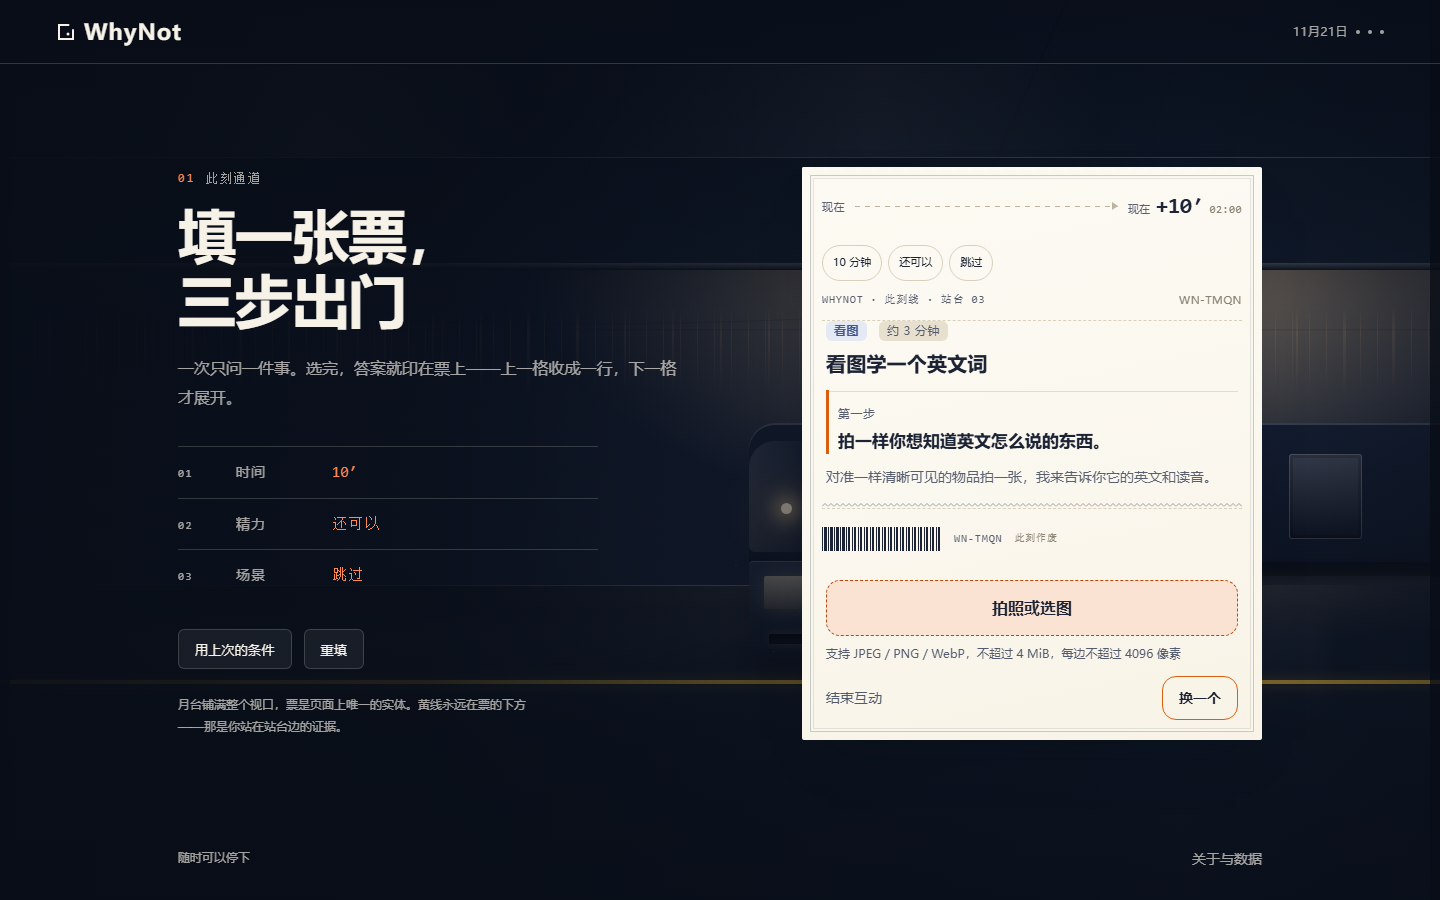 WhyNot
11月21日
01 此刻通道
填一张票，
三步出门
一次只问一件事。选完，答案就印在票上——上一格收成一行，下一格
才展开。
01 时间 10′
02 精力 还可以
03 场景 跳过
用上次的条件 重填
月台铺满整个视口，票是页面上唯一的实体。黄线永远在票的下方
——那是你站在站台边的证据。
现在 现在 +10′ 02:00
10 分钟 还可以 跳过
WHYNOT · 此刻线 · 站台 03 WN-TMQN
看图 约 3 分钟
看图学一个英文词
第一步
拍一样你想知道英文怎么说的东西。
对准一样清晰可见的物品拍一张，我来告诉你它的英文和读音。
WN-TMQN 此刻作废
拍照或选图
支持 JPEG / PNG / WebP，不超过 4 MiB，每边不超过 4096 像素
结束互动 换一个
随时可以停下 关于与数据